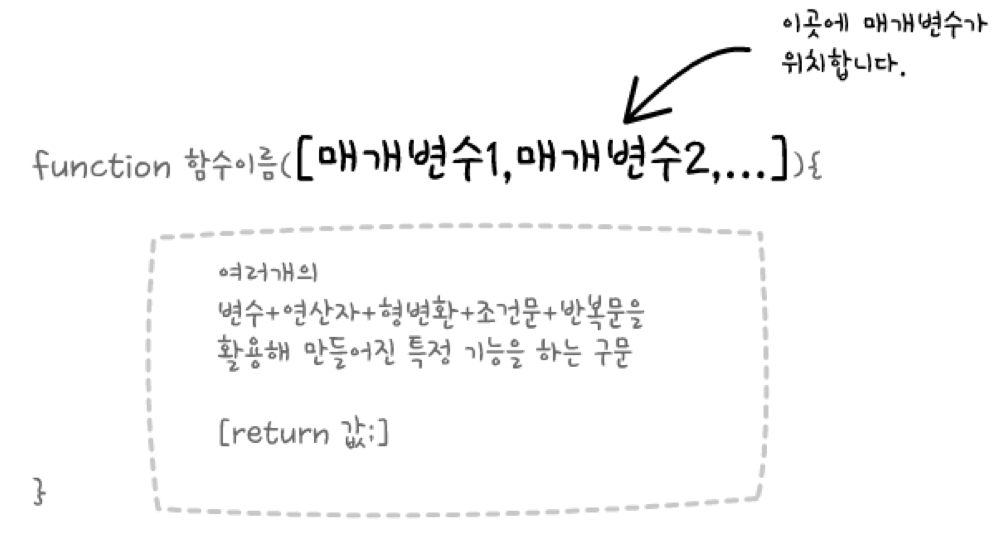 이곳에 매개변수가
위치합니다.
function 함수이름([매개변수1,매개변수2,...]){
여러개의
변수+연산자+형변환+조건문+반복문을
활용해 만들어진 특정 기능을 하는 구문
[return 값;]
}